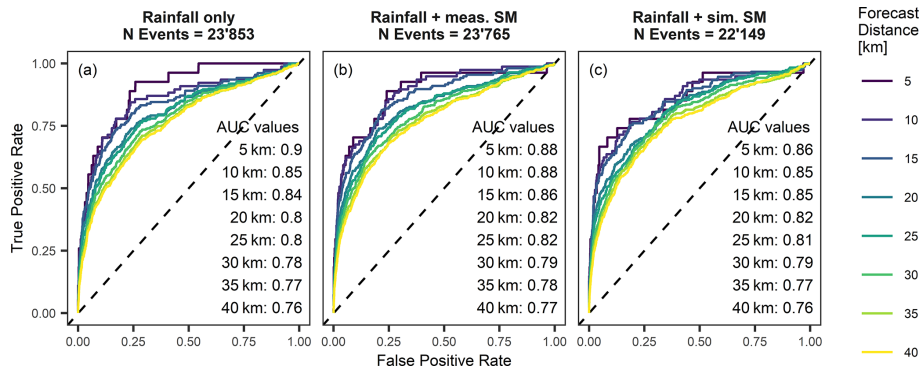 Rainfall only
N Events = 23'853
Rainfall + meas. SM
N Events = 23'765
Rainfall + sim. SM
N Events = 22'149
Forecast
Distance
[km]
5
10
15
20
25
30
35
40
True Positive Rate
1.00
0.75
0.50
0.25
0.00
(a)
AUC values
5 km: 0.9
10 km: 0.85
15 km: 0.84
20 km: 0.8
25 km: 0.8
30 km: 0.78
35 km: 0.77
40 km: 0.76
0.00 0.25 0.50 0.75 1.00
(b)
AUC values
5 km: 0.88
10 km: 0.88
15 km: 0.86
20 km: 0.82
25 km: 0.82
30 km: 0.79
35 km: 0.78
40 km: 0.77
0.00 0.25 0.50 0.75 1.00
(c)
AUC values
5 km: 0.86
10 km: 0.85
15 km: 0.85
20 km: 0.82
25 km: 0.81
30 km: 0.79
35 km: 0.77
40 km: 0.76
0.00 0.25 0.50 0.75 1.00
False Positive Rate